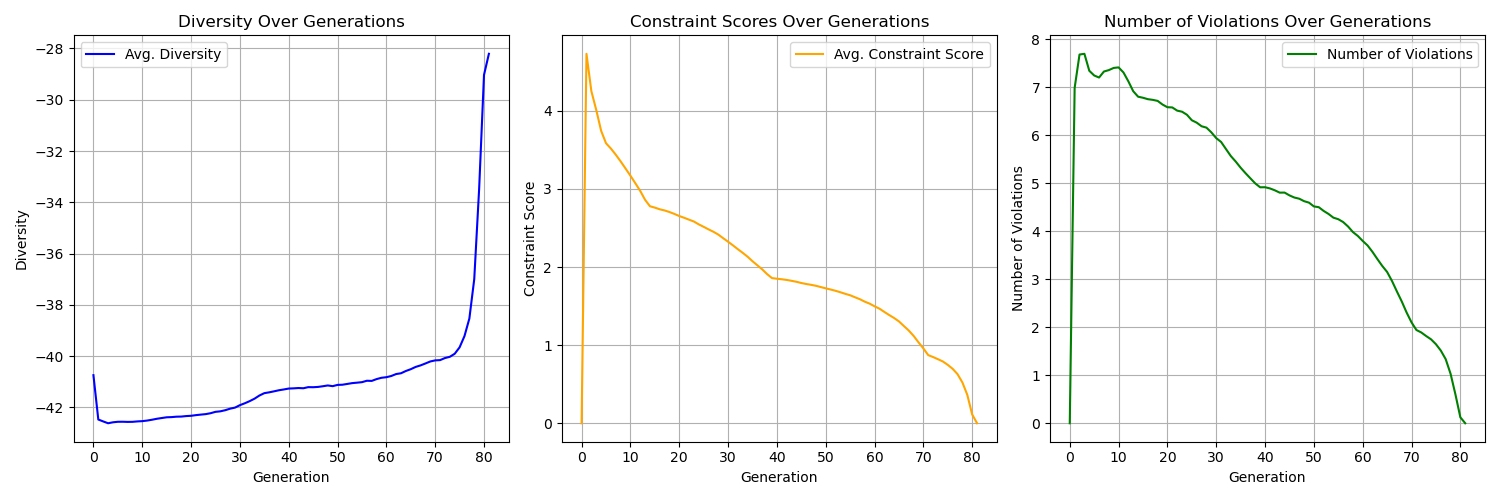 Diversity Over Generations
Avg. Diversity
Diversity
−28
−30
−32
−34
−36
−38
−40
−42
0 10 20 30 40 50 60 70 80
Generation
Constraint Scores Over Generations
Avg. Constraint Score
Constraint Score
4
3
2
1
0
0 10 20 30 40 50 60 70 80
Generation
Number of Violations Over Generations
Number of Violations
Number of Violations
8
7
6
5
4
3
2
1
0
0 10 20 30 40 50 60 70 80
Generation